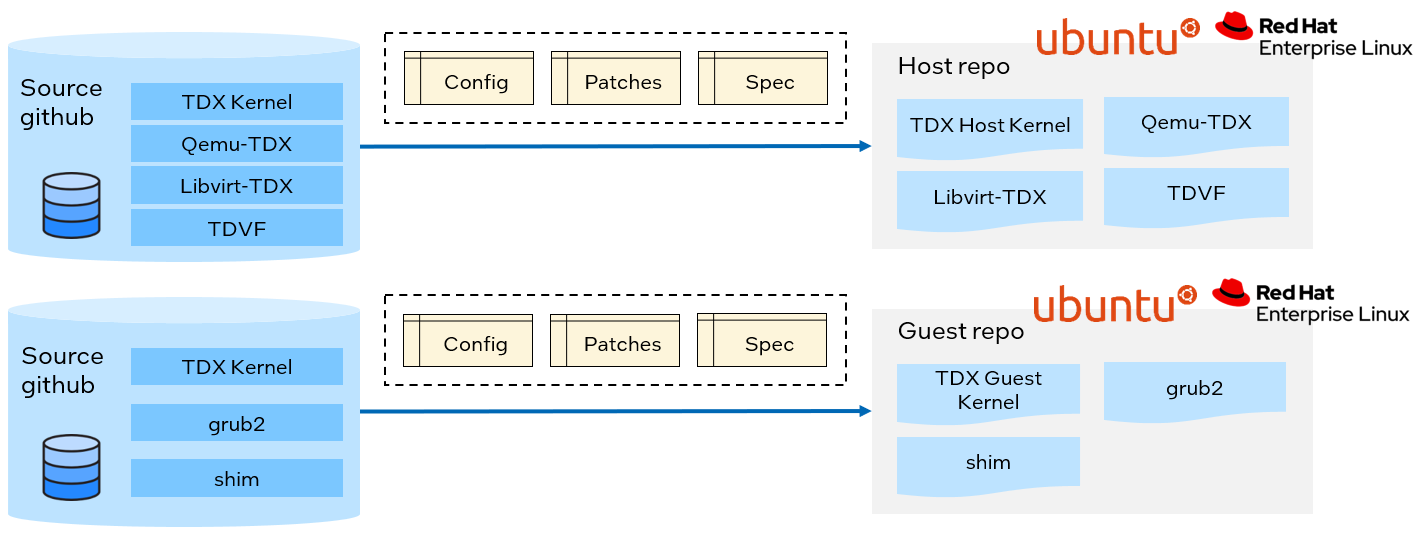 Source
github
TDX Kernel
Qemu-TDX
Libvirt-TDX
TDVF
Config
Patches
Spec
ubuntu
Red Hat
Enterprise Linux
Host repo
TDX Host Kernel
Qemu-TDX
Libvirt-TDX
TDVF
Source
github
TDX Kernel
grub2
shim
Config
Patches
Spec
ubuntu
Red Hat
Enterprise Linux
Guest repo
TDX Guest
Kernel
grub2
shim